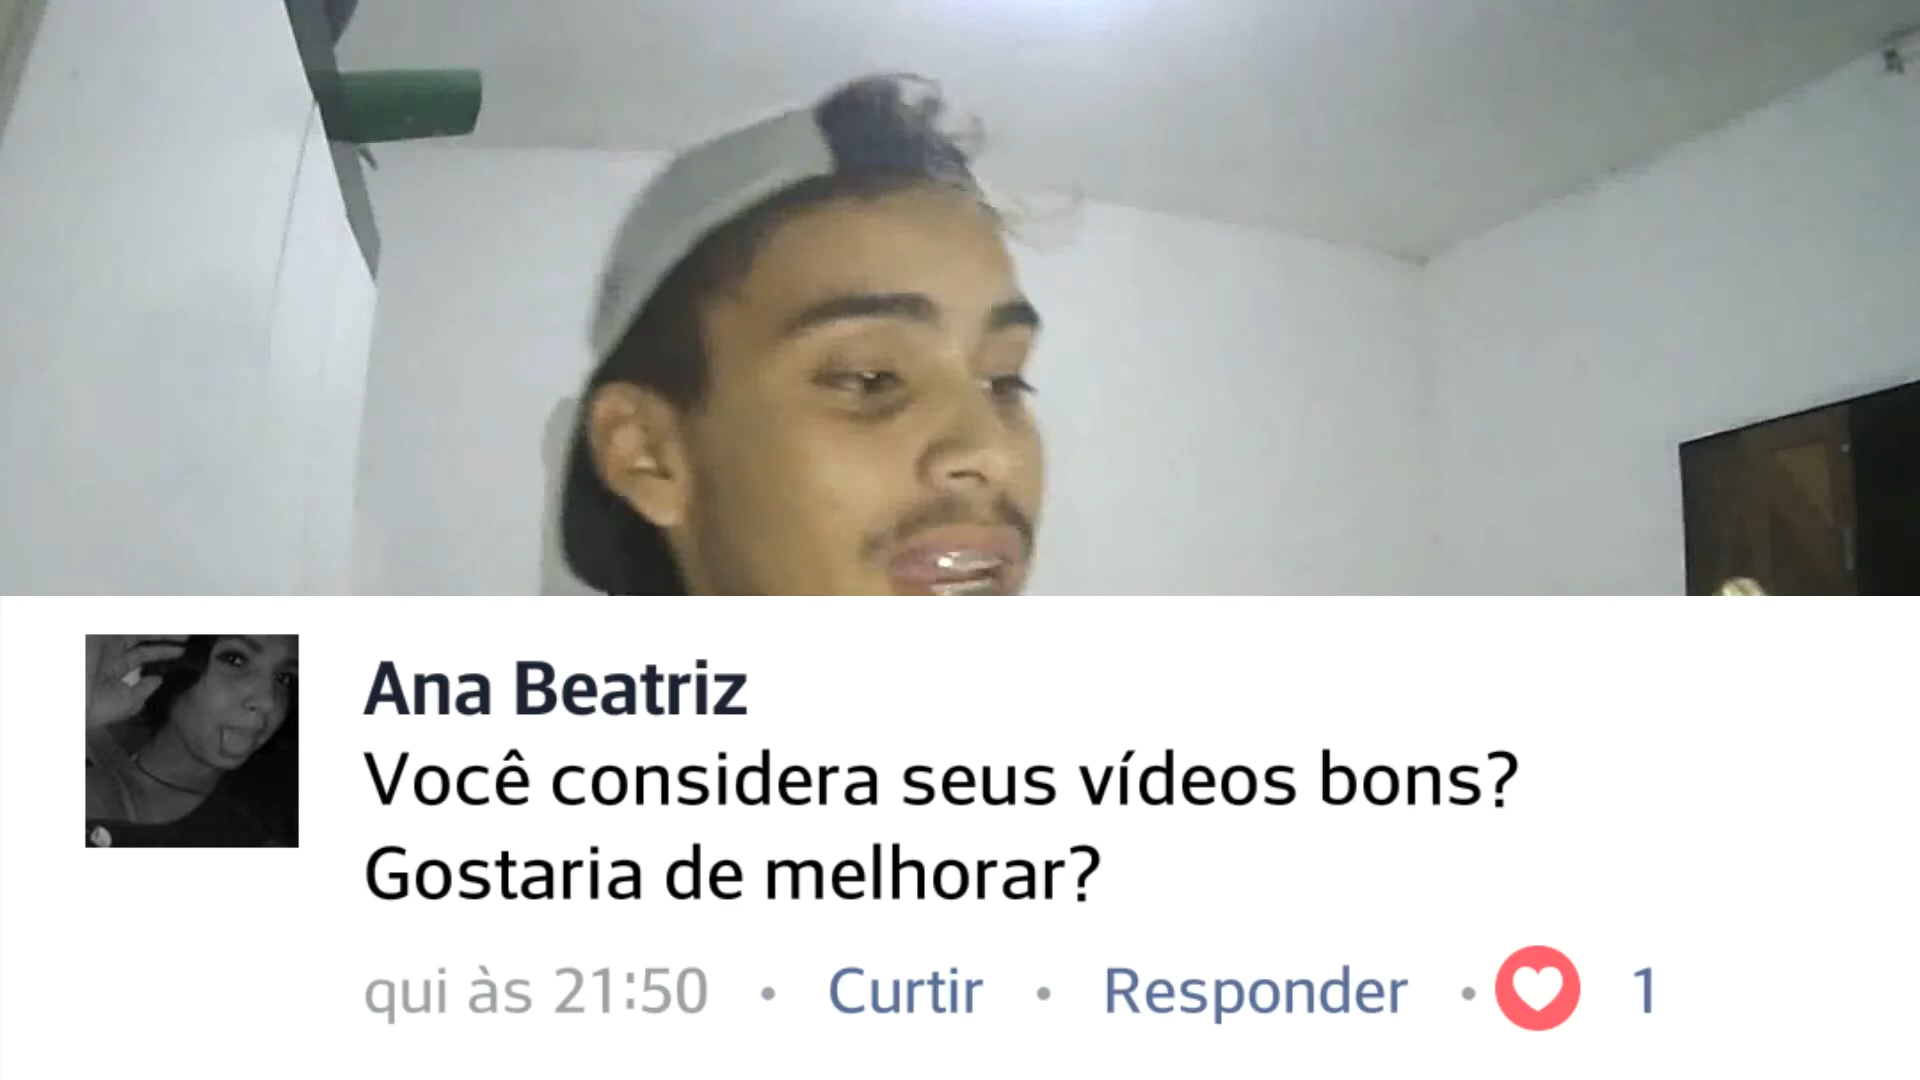 Ana Beatriz
Você considera seus vídeos bons?
Gostaria de melhorar?
qui às 21:50 • Curtir • Responder • 1